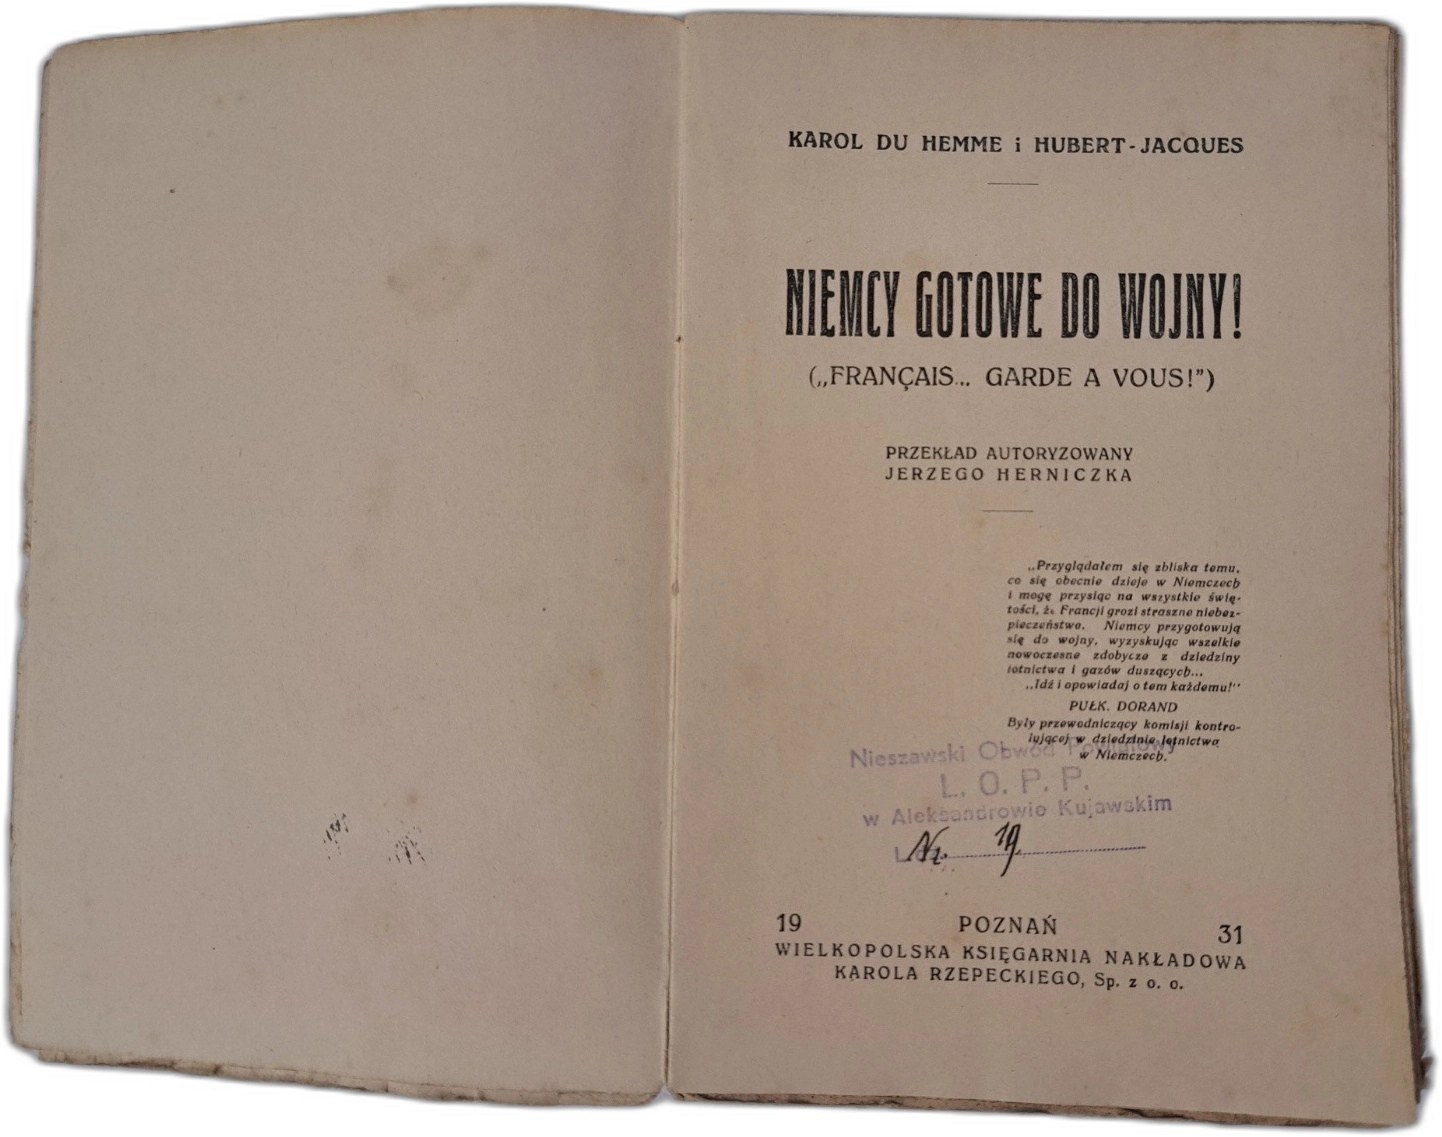 KAROL DU HEMME i HUBERT-JACQUES
NIEMCY GOTOWE DO WOJNY!
(„FRANÇAIS... GARDE A VOUS!”)
PRZEKŁAD AUTORYZOWANY
JERZEGO HERNICZKA
„Przyglądałem się zbliska temu,
co się obecnie dzieje w Niemczech
i mogę przysiąc na wszystkie świę-
tości, że Francji grozi straszne niebez-
pieczeństwo. Niemcy przygotowują
się do wojny, wyzyskując wszelkie
nowoczesne zdobycze z dziedziny
lotnictwa i gazów duszących...
„Idź i opowiadaj o tem każdemu!“
PUŁK. DORAND
Były przewodniczący komisji kontro-
lującej w dziedzinie lotnictwa
w Niemczech.
Nieszawski Obwód Powiatowy
L. O. P. P.
w Aleksandrowie Kujawskim
Nr. 19.
19 POZNAŃ 31
WIELKOPOLSKA KSIĘGARNIA NAKŁADOWA
KAROLA RZEPECKIEGO, Sp. z o. o.